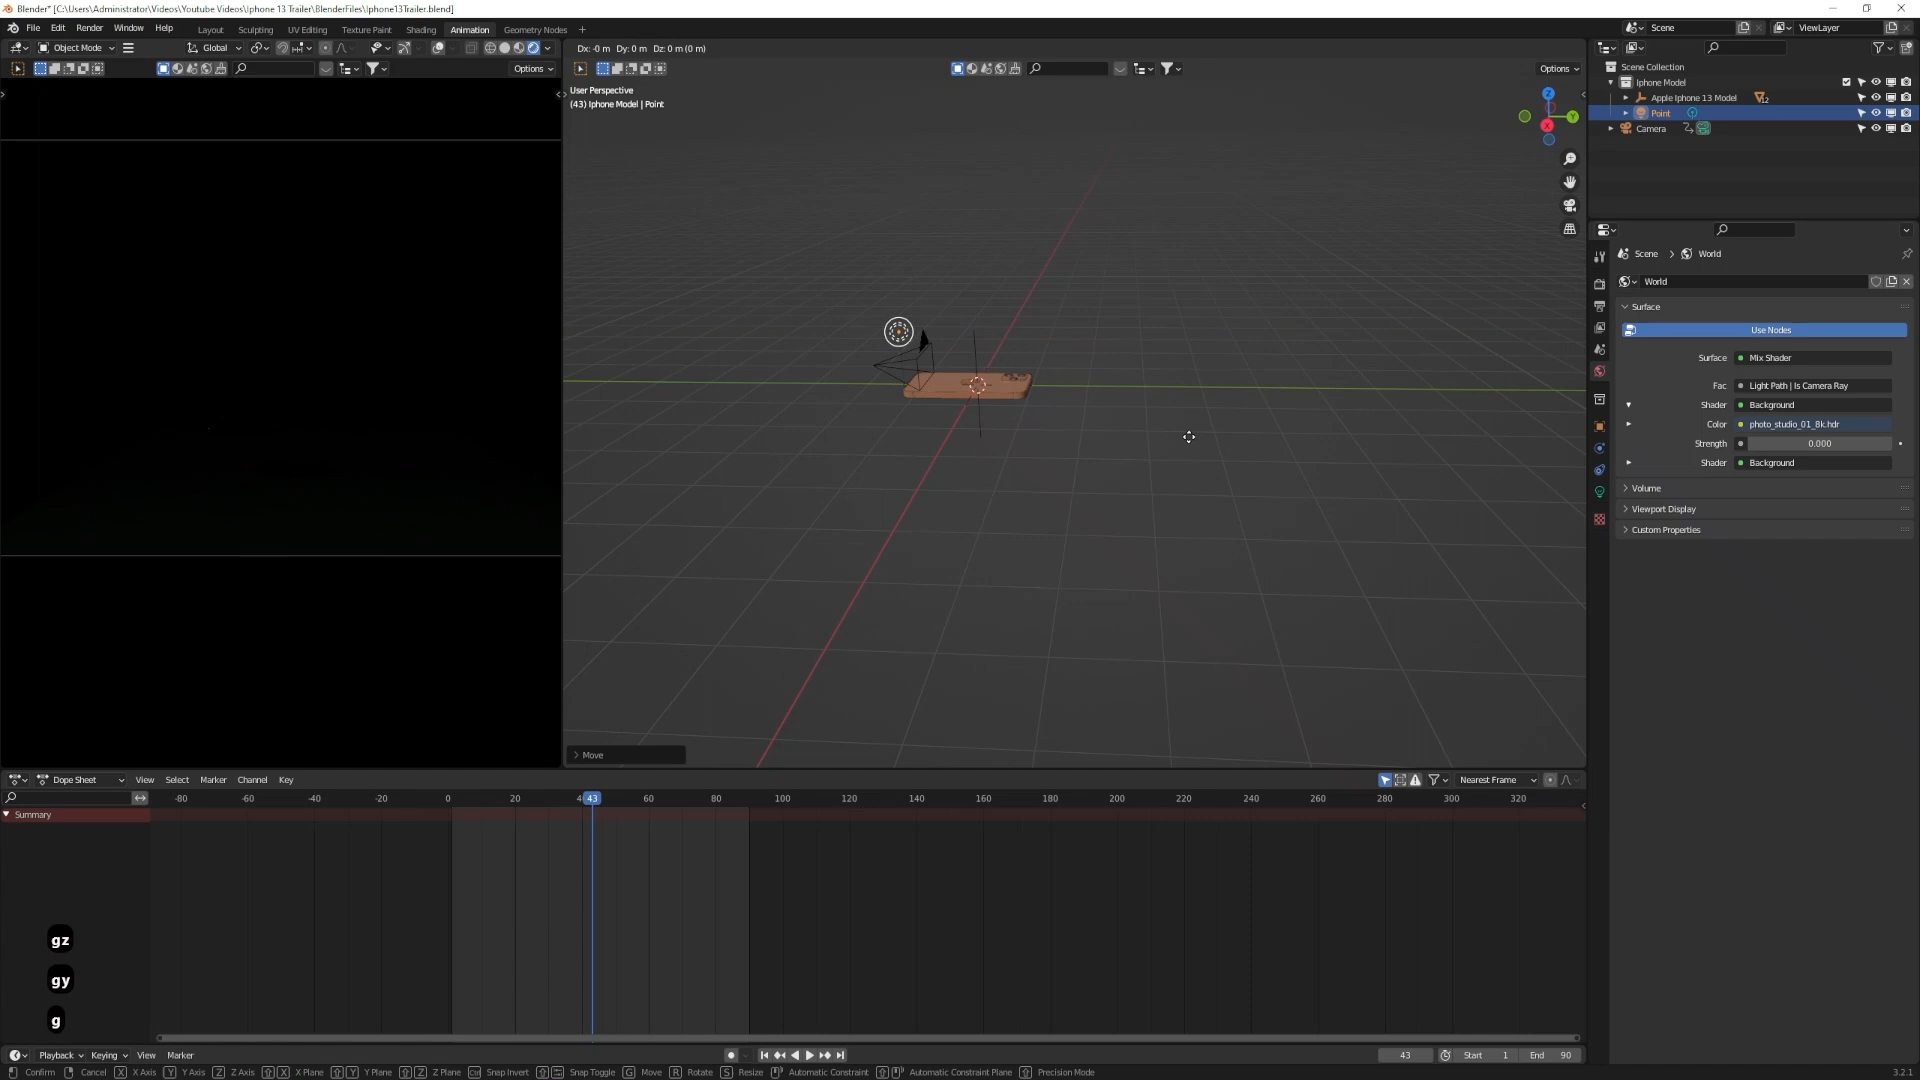 Blender* [C:\Users\Administrator\Videos\Youtube Videos\Iphone 13 Trailer\BlenderFiles\Iphone13Trailer.blend]
File Edit Render Window Help
Layout Sculpting UV Editing Texture Paint Shading Animation Geometry Nodes +
Scene
ViewLayer
Object Mode
Global
Dx: -0 m Dy: 0 m Dz: 0 m (0 m)
Options
Options
User Perspective
(43) Iphone Model | Point
Z
Y
X
Scene Collection
Iphone Model
Apple Iphone 13 Model
12
Point
Camera
Scene > World
World
Surface
Use Nodes
Surface Mix Shader
Fac Light Path | Is Camera Ray
Shader Background
Color photo_studio_01_8k.hdr
Strength 0.000
Shader Background
Volume
Viewport Display
Custom Properties
Move
Dope Sheet View Select Marker Channel Key
Nearest Frame
-80 -60 -40 -20 0 20 4 43 60 80 100 120 140 160 180 200 220 240 260 280 300 320
Summary
gz
gy
g
Playback Keying View Marker
43 Start 1 End 90
Confirm Cancel X X Axis Y Y Axis Z Z Axis X X Plane Y Y Plane Z Z Plane Snap Invert Snap Toggle G Move R Rotate S Resize Automatic Constraint Automatic Constraint Plane Precision Mode
3.2.1